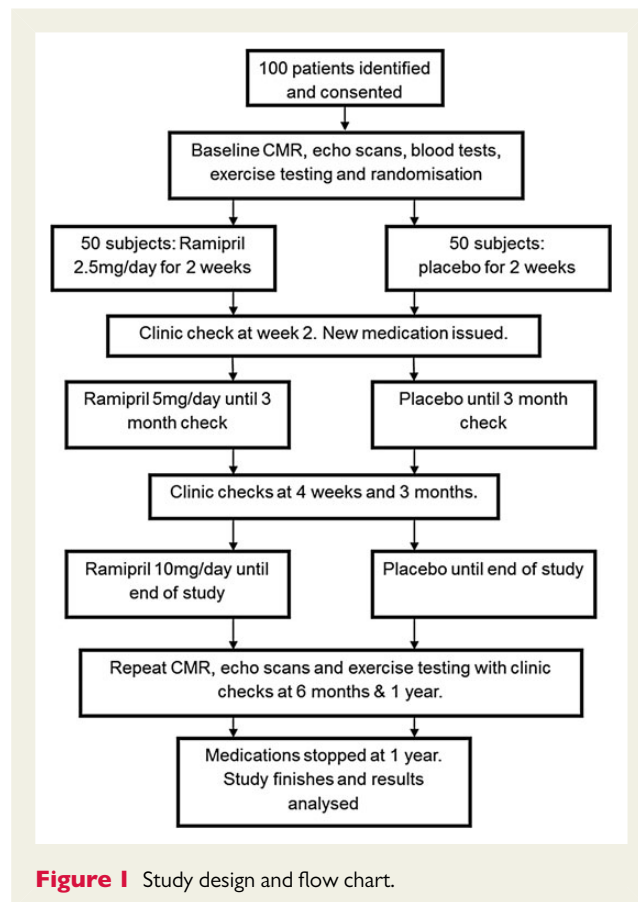 100 patients identified
and consented
Baseline CMR, echo scans, blood tests,
exercise testing and randomisation
50 subjects: Ramipril
2.5mg/day for 2 weeks
50 subjects:
placebo for 2 weeks
Clinic check at week 2. New medication issued.
Ramipril 5mg/day until 3
month check
Placebo until 3 month
check
Clinic checks at 4 weeks and 3 months.
Ramipril 10mg/day until
end of study
Placebo until end of study
Repeat CMR, echo scans and exercise testing with clinic
checks at 6 months & 1 year.
Medications stopped at 1 year.
Study finishes and results
analysed
Figure 1 Study design and flow chart.